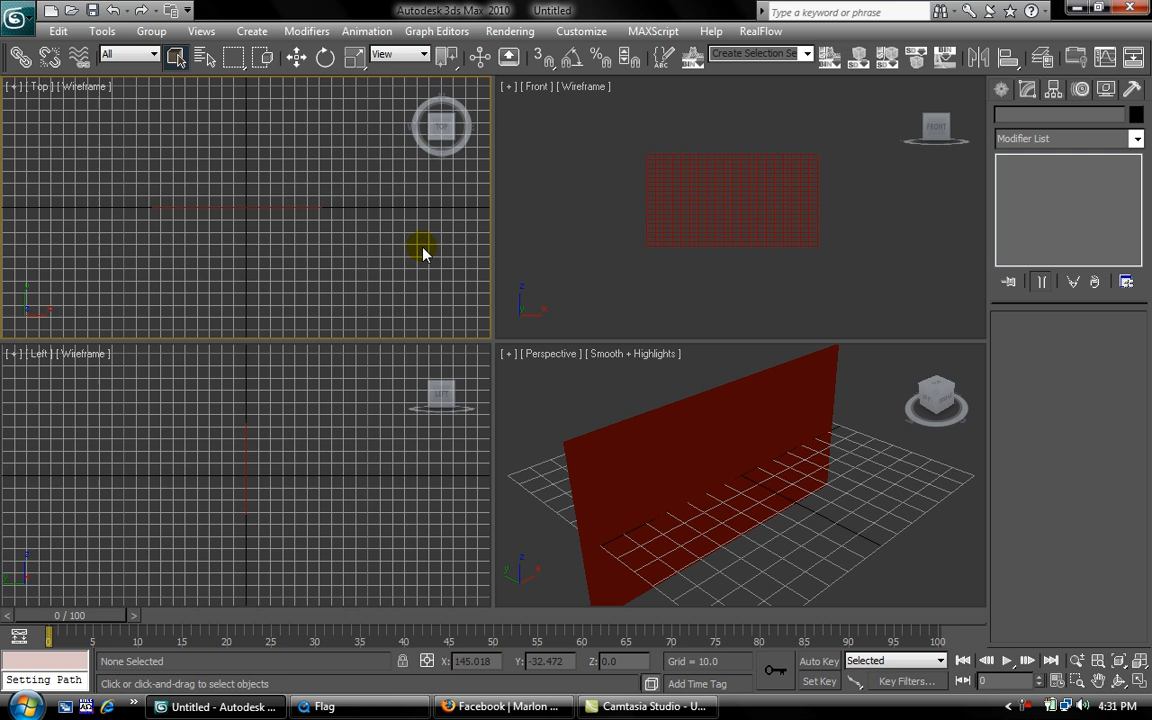 Autodesk 3ds Max 2010 Untitled
Type a keyword or phrase
Edit Tools Group Views Create Modifiers Animation Graph Editors Rendering Customize MAXScript Help RealFlow
All
View
Create Selection Se
[ + ] [ Top ] [ Wireframe ]
TOP
[ + ] [ Front ] [ Wireframe ]
FRONT
Modifier List
[ + ] [ Left ] [ Wireframe ]
LEFT
[ + ] [ Perspective ] [ Smooth + Highlights ]
z
x
y
0 / 100
0 5 10 15 20 25 30 35 40 45 50 55 60 65 70 75 80 85 90 95 100
None Selected
X: 145.018 Y: -32.472 Z: 0.0
Grid = 10.0
Auto Key
Selected
Setting Path
Click or click-and-drag to select objects
Add Time Tag
Set Key
Key Filters...
0
Untitled - Autodesk ...
Flag
Facebook | Marlon ...
Camtasia Studio - U...
4:31 PM